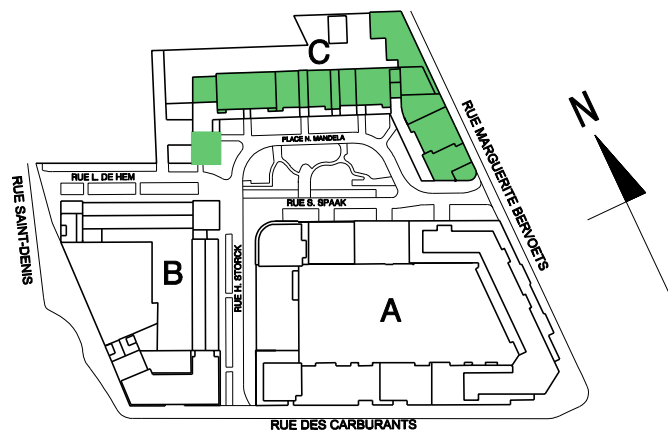 C
N
RUE MARGUERITE BERVOETS
PLACE N. MANDELA
RUE L. DE HEM
RUE SAINT-DENIS
RUE S. SPAAK
B
RUE H. STORCK
A
RUE DES CARBURANTS